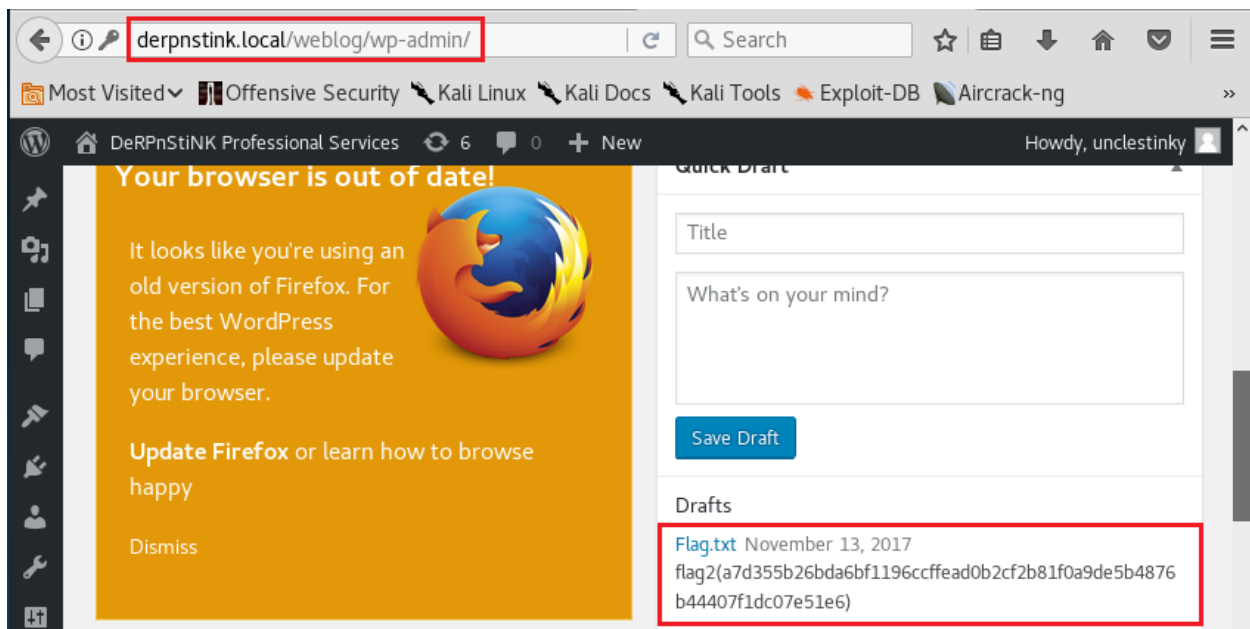 derpnstink.local/weblog/wp-admin/
Search
Most Visited
Offensive Security
Kali Linux
Kali Docs
Kali Tools
Exploit-DB
Aircrack-ng
»
DeRPnStiNK Professional Services
6
0
New
Howdy, unclestinky
Your browser is out of date!
It looks like you're using an
old version of Firefox. For
the best WordPress
experience, please update
your browser.
Update Firefox or learn how to browse
happy
Dismiss
Quick Draft
Title
What's on your mind?
Save Draft
Drafts
Flag.txt November 13, 2017
flag2(a7d355b26bda6bf1196ccffead0b2cf2b81f0a9de5b4876
b44407f1dc07e51e6)